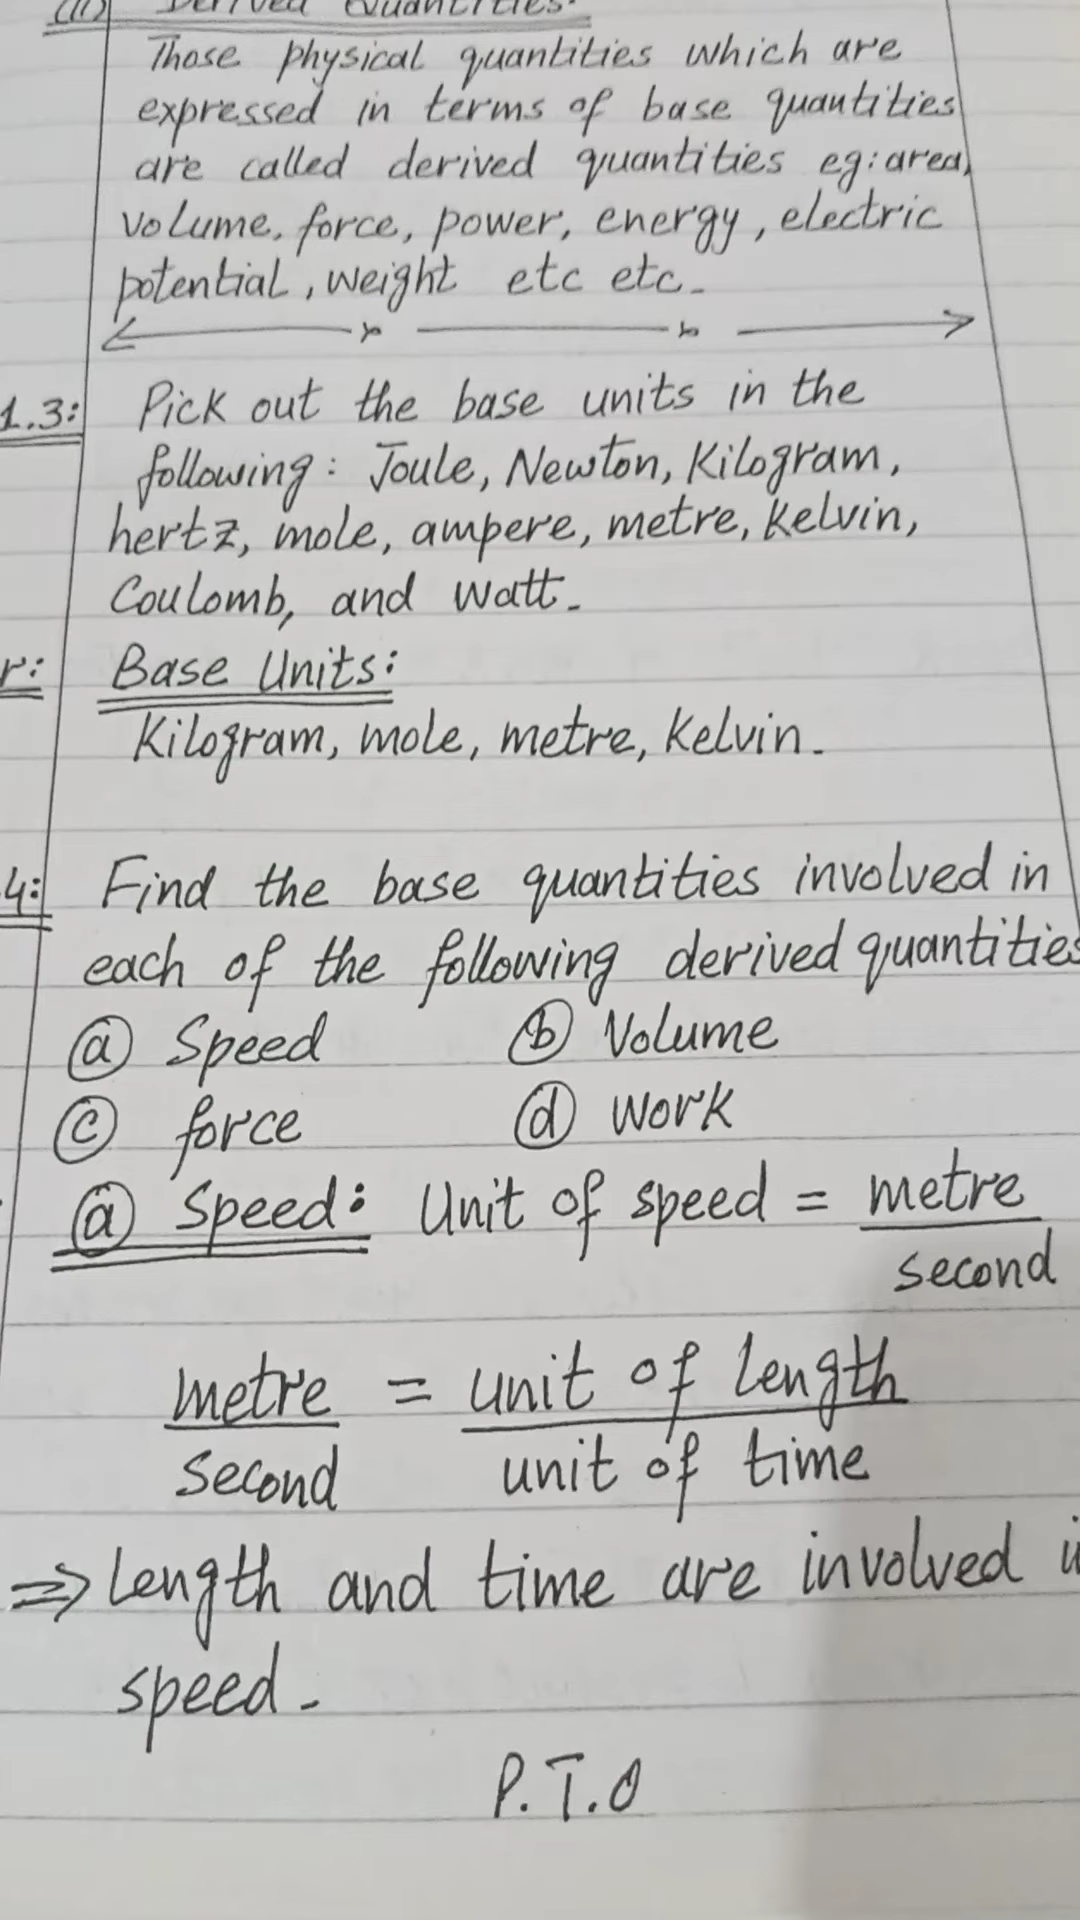 (ii) Derived Quantities:
Those physical quantities which are
expressed in terms of base quantities
are called derived quantities eg: area,
volume, force, power, energy, electric
potential, weight etc etc.
1.3: Pick out the base units in the
following: Joule, Newton, Kilogram,
hertz, mole, ampere, metre, kelvin,
Coulomb, and watt.
r: Base Units:
Kilogram, mole, metre, kelvin.
4: Find the base quantities involved in
each of the following derived quantities
(a) Speed (b) Volume
(c) force (d) work
(a) Speed: Unit of speed = metre
second
metre = unit of length
second unit of time
⇒ Length and time are involved i
speed.
P.T.O